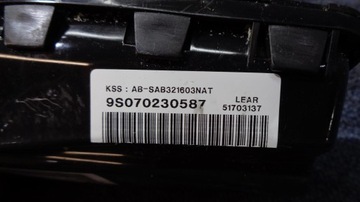 KSS : AB-SAB321603NAT
9S070230587
LEAR
51703137